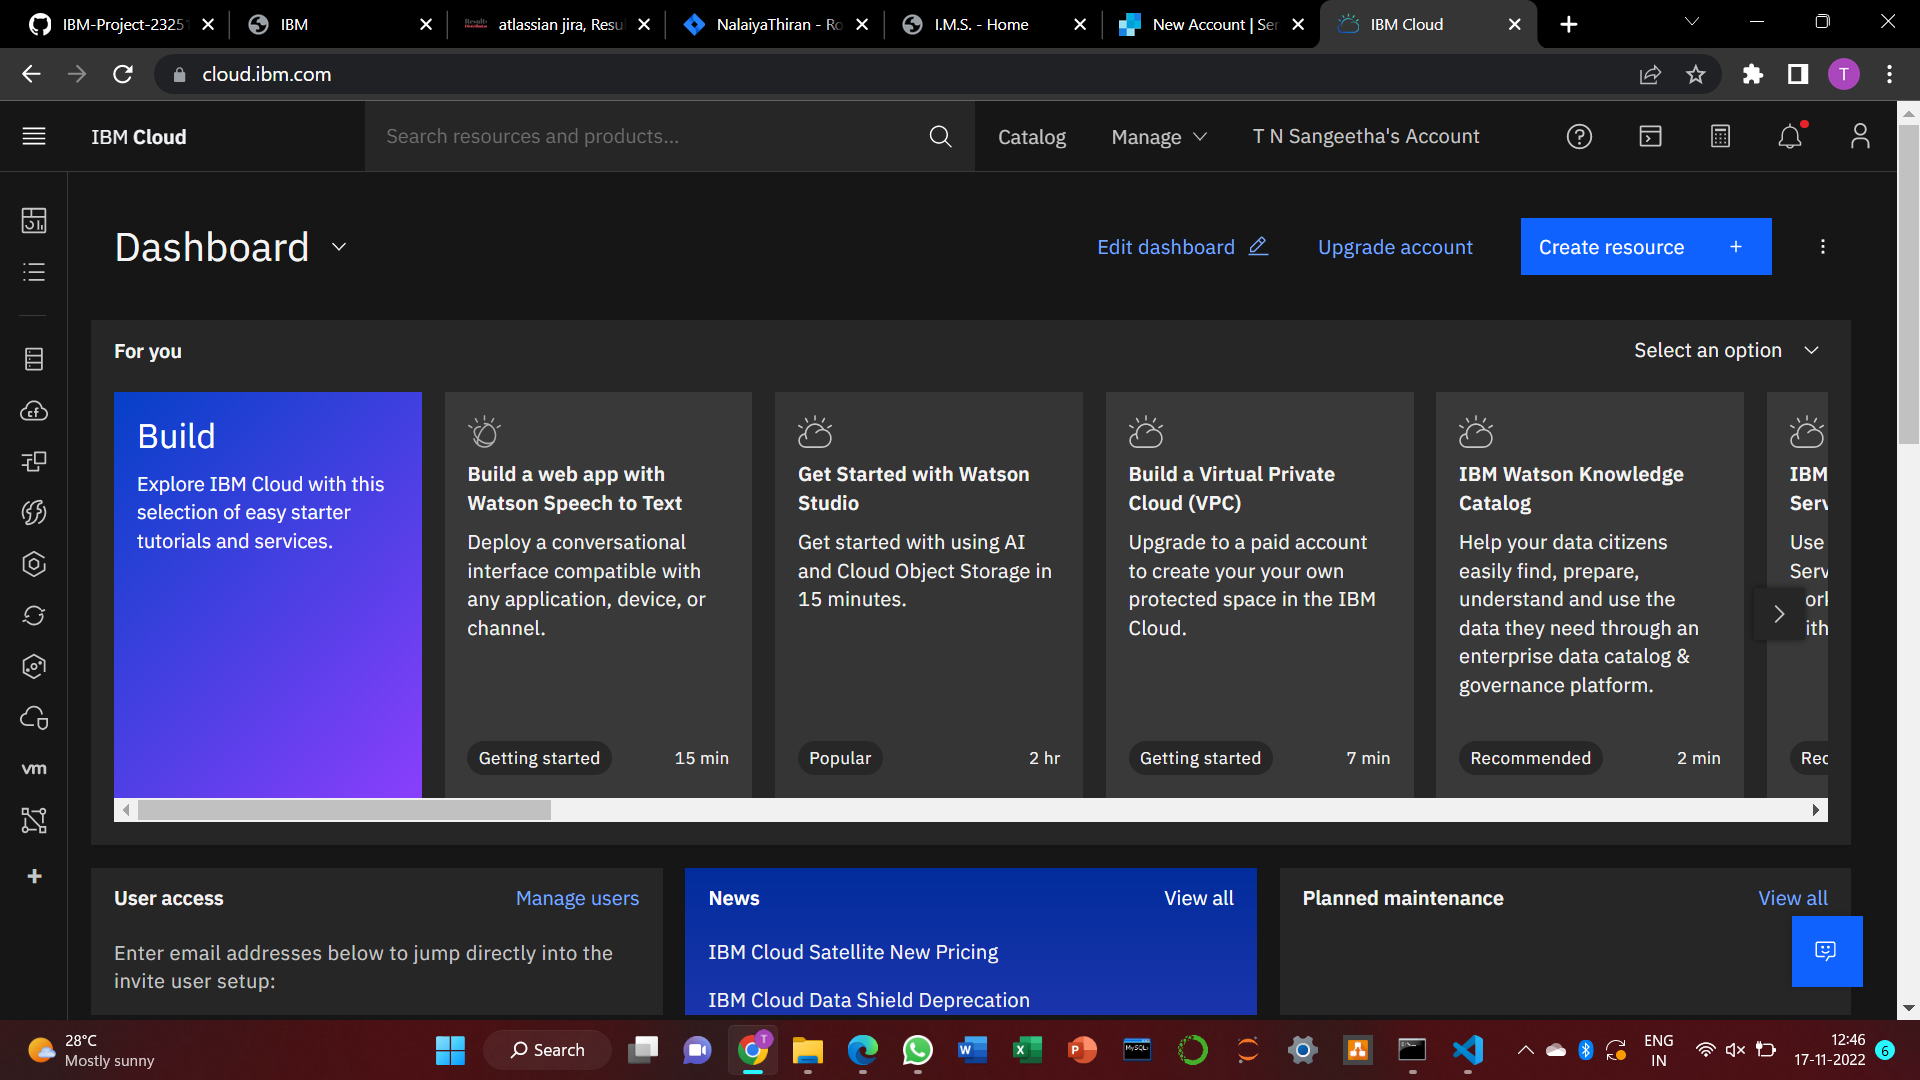 IBM-Project-23251
IBM
atlassian jira, Resu
NalaiyaThiran - Ro
I.M.S. - Home
New Account | Ser
IBM Cloud
cloud.ibm.com
T
IBM Cloud
Search resources and products...
Catalog
Manage
T N Sangeetha's Account
Dashboard
Edit dashboard
Upgrade account
Create resource +
For you
Select an option
Build
Explore IBM Cloud with this
selection of easy starter
tutorials and services.
Build a web app with
Watson Speech to Text
Deploy a conversational
interface compatible with
any application, device, or
channel.
Getting started
15 min
Get Started with Watson
Studio
Get started with using AI
and Cloud Object Storage in
15 minutes.
Popular
2 hr
Build a Virtual Private
Cloud (VPC)
Upgrade to a paid account
to create your your own
protected space in the IBM
Cloud.
Getting started
7 min
IBM Watson Knowledge
Catalog
Help your data citizens
easily find, prepare,
understand and use the
data they need through an
enterprise data catalog &
governance platform.
Recommended
2 min
IBM
Serv
Use
Serv
ork
ith
Rec
cf
vm
User access
Manage users
Enter email addresses below to jump directly into the
invite user setup:
News
View all
IBM Cloud Satellite New Pricing
IBM Cloud Data Shield Deprecation
Planned maintenance
View all
28°C
Mostly sunny
Search
T
W
X
P
MySQL
ENG
IN
12:46
17-11-2022
6